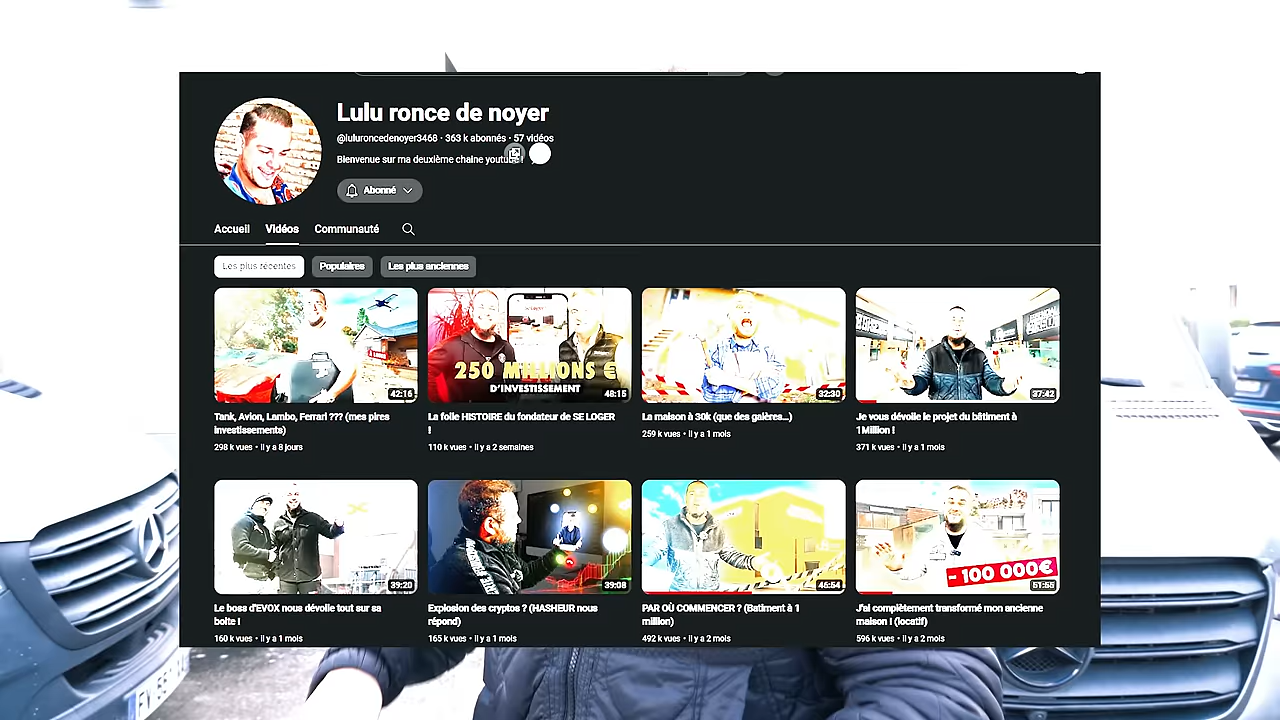 Lulu ronce de noyer
@luluroncedenoyer3468 · 363 k abonnés · 57 vidéos
Bienvenue sur ma deuxième chaine
Abonné
Accueil Vidéos Communauté
Les plus récentes Populaires Les plus anciennes
250 MILLIONS €
D'INVESTISSEMENT
42:16 48:15 32:30 37:42
Tank, Avion, Lambo, Ferrari ??? (mes pires
investissements)
298 k vues • il y a 8 jours
La folle Histoire du fondateur de SE LOGER
!
110 k vues • il y a 2 semaines
La maison à 30k (que des galères...)
259 k vues • il y a 1 mois
Je vous dévoile le projet du bâtiment à
1 Million !
371 k vues • il y a 1 mois
- 100 000€
39:20 39:08 45:54 51:55
Le boss d'EVOX nous dévoile tout sur sa
boite !
160 k vues • il y a 1 mois
Explosion des cryptos ? (HASHEUR nous
répond)
165 k vues • il y a 1 mois
PAR OÙ COMMENCER ? (Batiment à 1
million)
492 k vues • il y a 2 mois
J'ai complètement transformé mon ancienne
maison ! (locatif)
596 k vues • il y a 2 mois